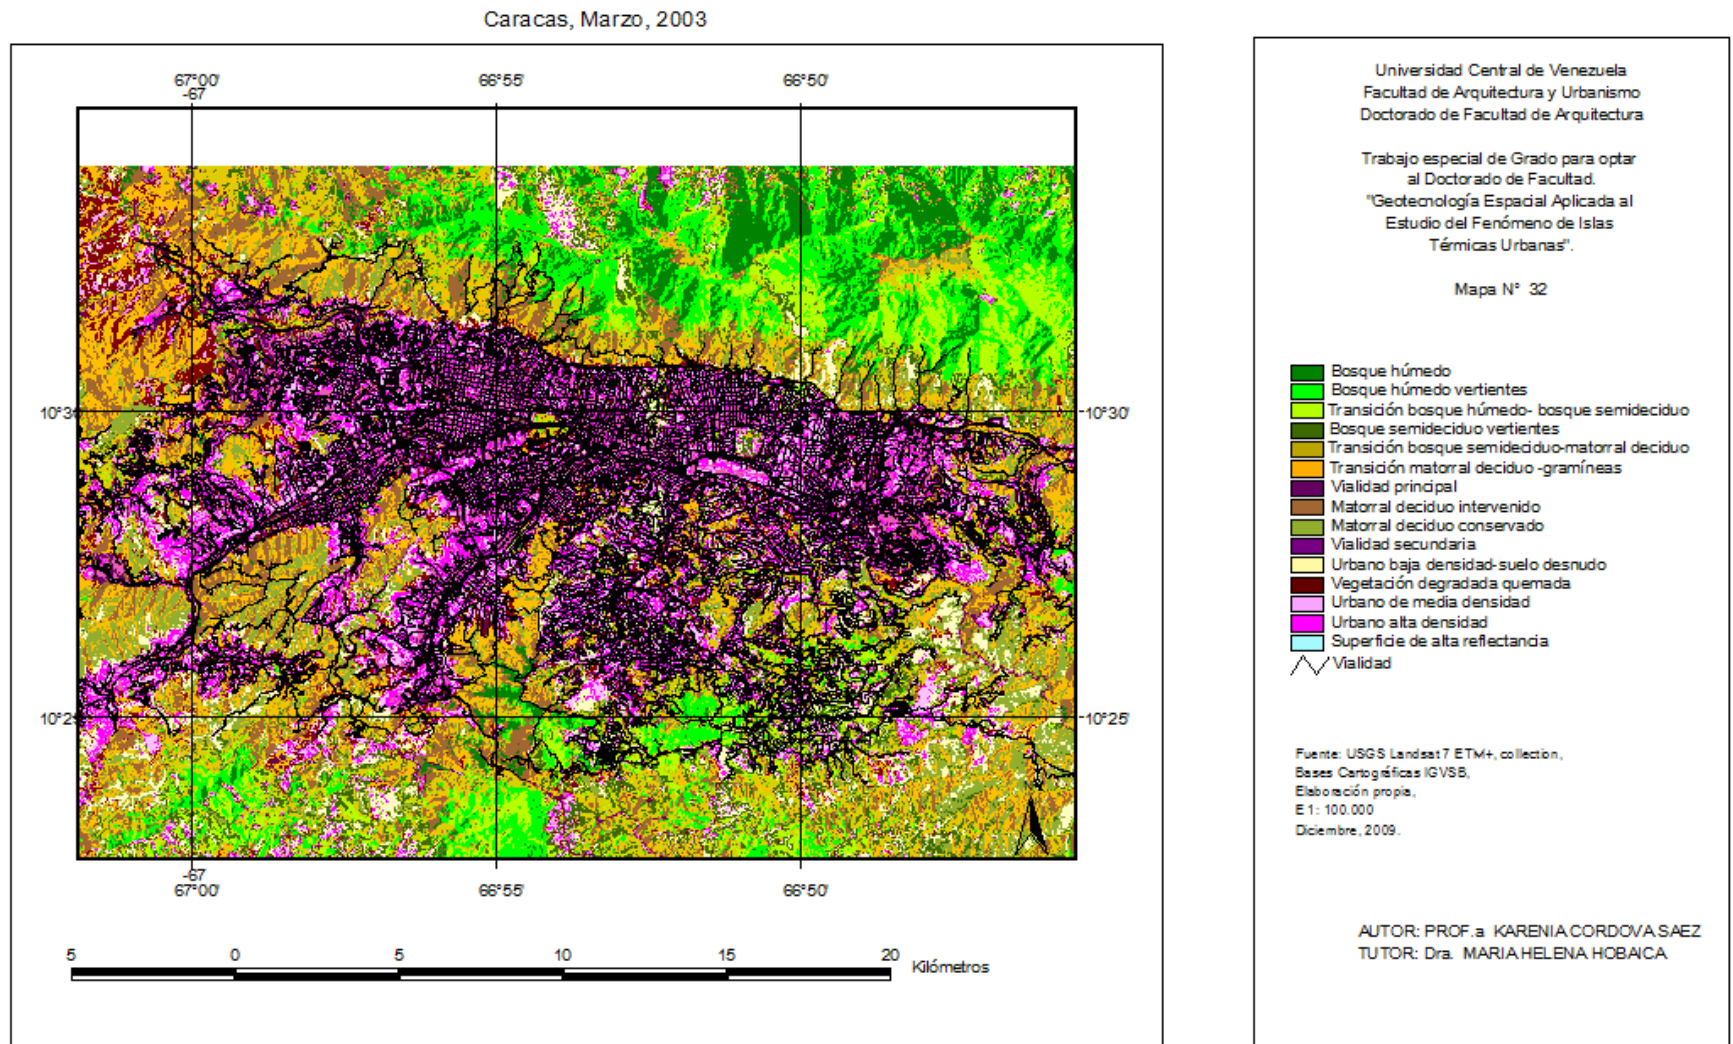 Caracas, Marzo, 2003
67°00'
-67
66°55'
66°50'
10°30'
10°30'
10°25'
-67
67°00'
66°55'
66°50'
5 0 5 10 15 20 Kilómetros
Universidad Central de Venezuela
Facultad de Arquitectura y Urbanismo
Doctorado de Facultad de Arquitectura
Trabajo especial de Grado para optar
al Doctorado de Facultad.
"Geotecnología Espacial Aplicada al
Estudio del Fenómeno de Islas
Térmicas Urbanas".
Mapa N° 32
Bosque húmedo
Bosque húmedo vertientes
Transición bosque húmedo- bosque semideciduo
Bosque semideciduo vertientes
Transición bosque semideciduo-matorral deciduo
Transición matorral deciduo -gramíneas
Vialidad principal
Matorral deciduo intervenido
Matorral deciduo conservado
Vialidad secundaria
Urbano baja densidad-suelo desnudo
Vegetación degradada quemada
Urbano de media densidad
Urbano alta densidad
Superficie de alta reflectancia
Vialidad
Fuente: USGS Landsat 7 ETM+, collection,
Bases Cartográficas IGVSB,
Elaboración propia,
E 1: 100.000
Diciembre, 2009.
AUTOR: PROF.a KARENIA CORDOVA SAEZ
TUTOR: Dra. MARIA HELENA HOBAICA